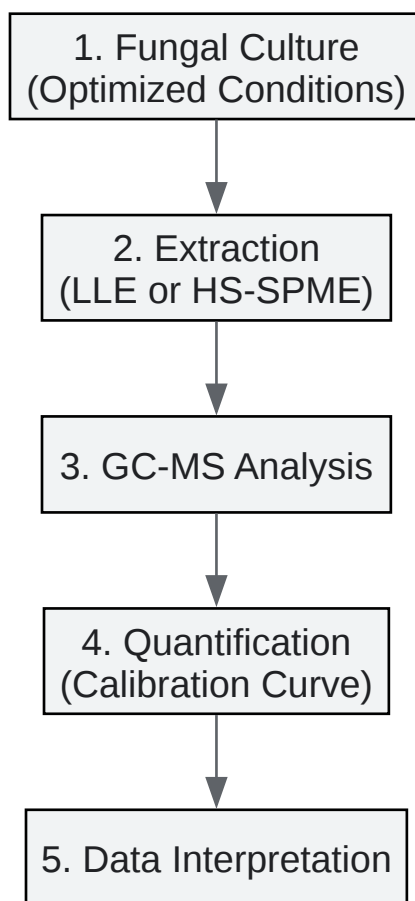 1. Fungal Culture
(Optimized Conditions)
2. Extraction
(LLE or HS-SPME)
3. GC-MS Analysis
4. Quantification
(Calibration Curve)
5. Data Interpretation